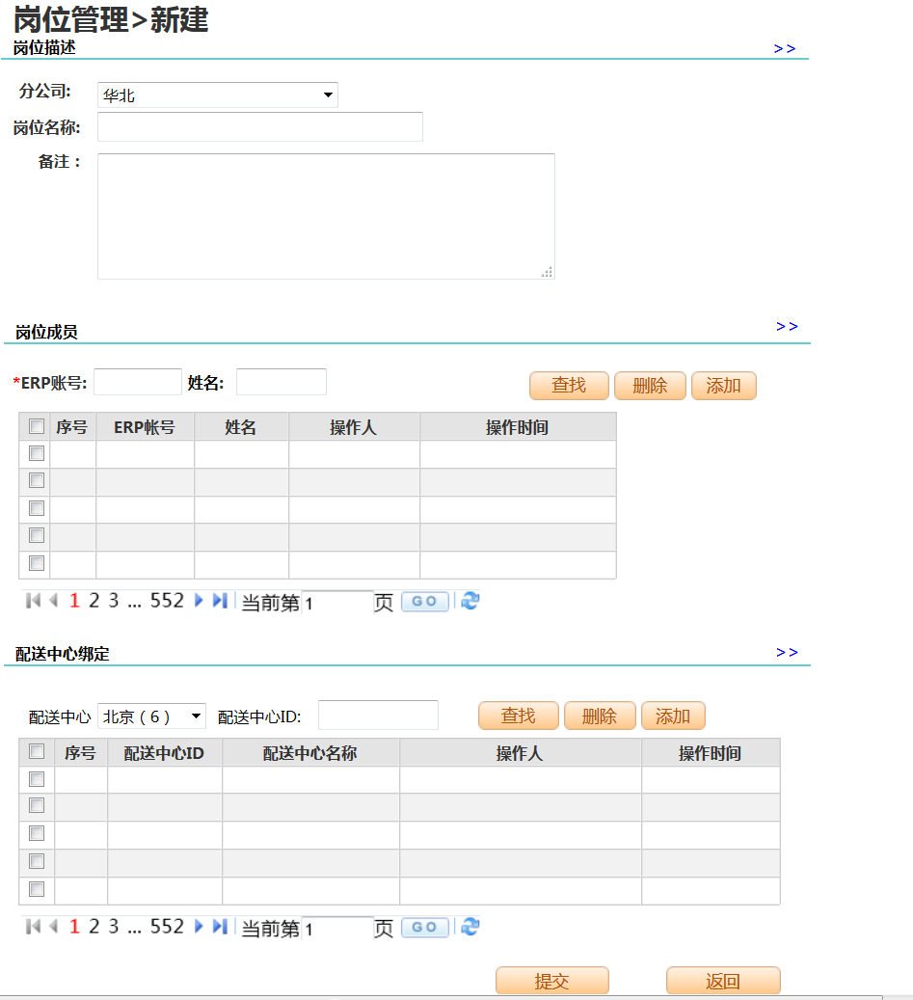 岗位管理>新建
岗位描述 >>
分公司: 华北
岗位名称:
备注：
岗位成员 >>
*ERP账号: 姓名: 查找 删除 添加
序号 ERP帐号 姓名 操作人 操作时间
1 2 3 ... 552 当前第 1 页 GO
配送中心绑定 >>
配送中心 北京（6） 配送中心ID: 查找 删除 添加
序号 配送中心ID 配送中心名称 操作人 操作时间
1 2 3 ... 552 当前第 1 页 GO
提交 返回